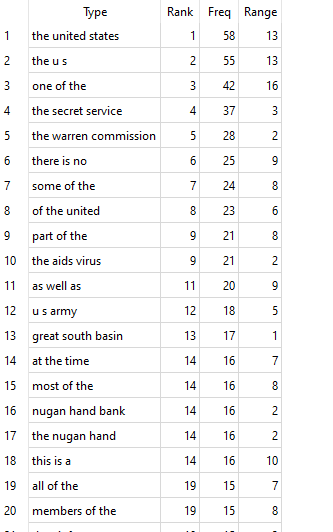 Type Rank Freq Range
1 the united states 1 58 13
2 the u s 2 55 13
3 one of the 3 42 16
4 the secret service 4 37 3
5 the warren commission 5 28 2
6 there is no 6 25 9
7 some of the 7 24 8
8 of the united 8 23 6
9 part of the 9 21 8
10 the aids virus 9 21 2
11 as well as 11 20 9
12 u s army 12 18 5
13 great south basin 13 17 1
14 at the time 14 16 7
15 most of the 14 16 8
16 nugan hand bank 14 16 2
17 the nugan hand 14 16 2
18 this is a 14 16 10
19 all of the 19 15 7
20 members of the 19 15 8